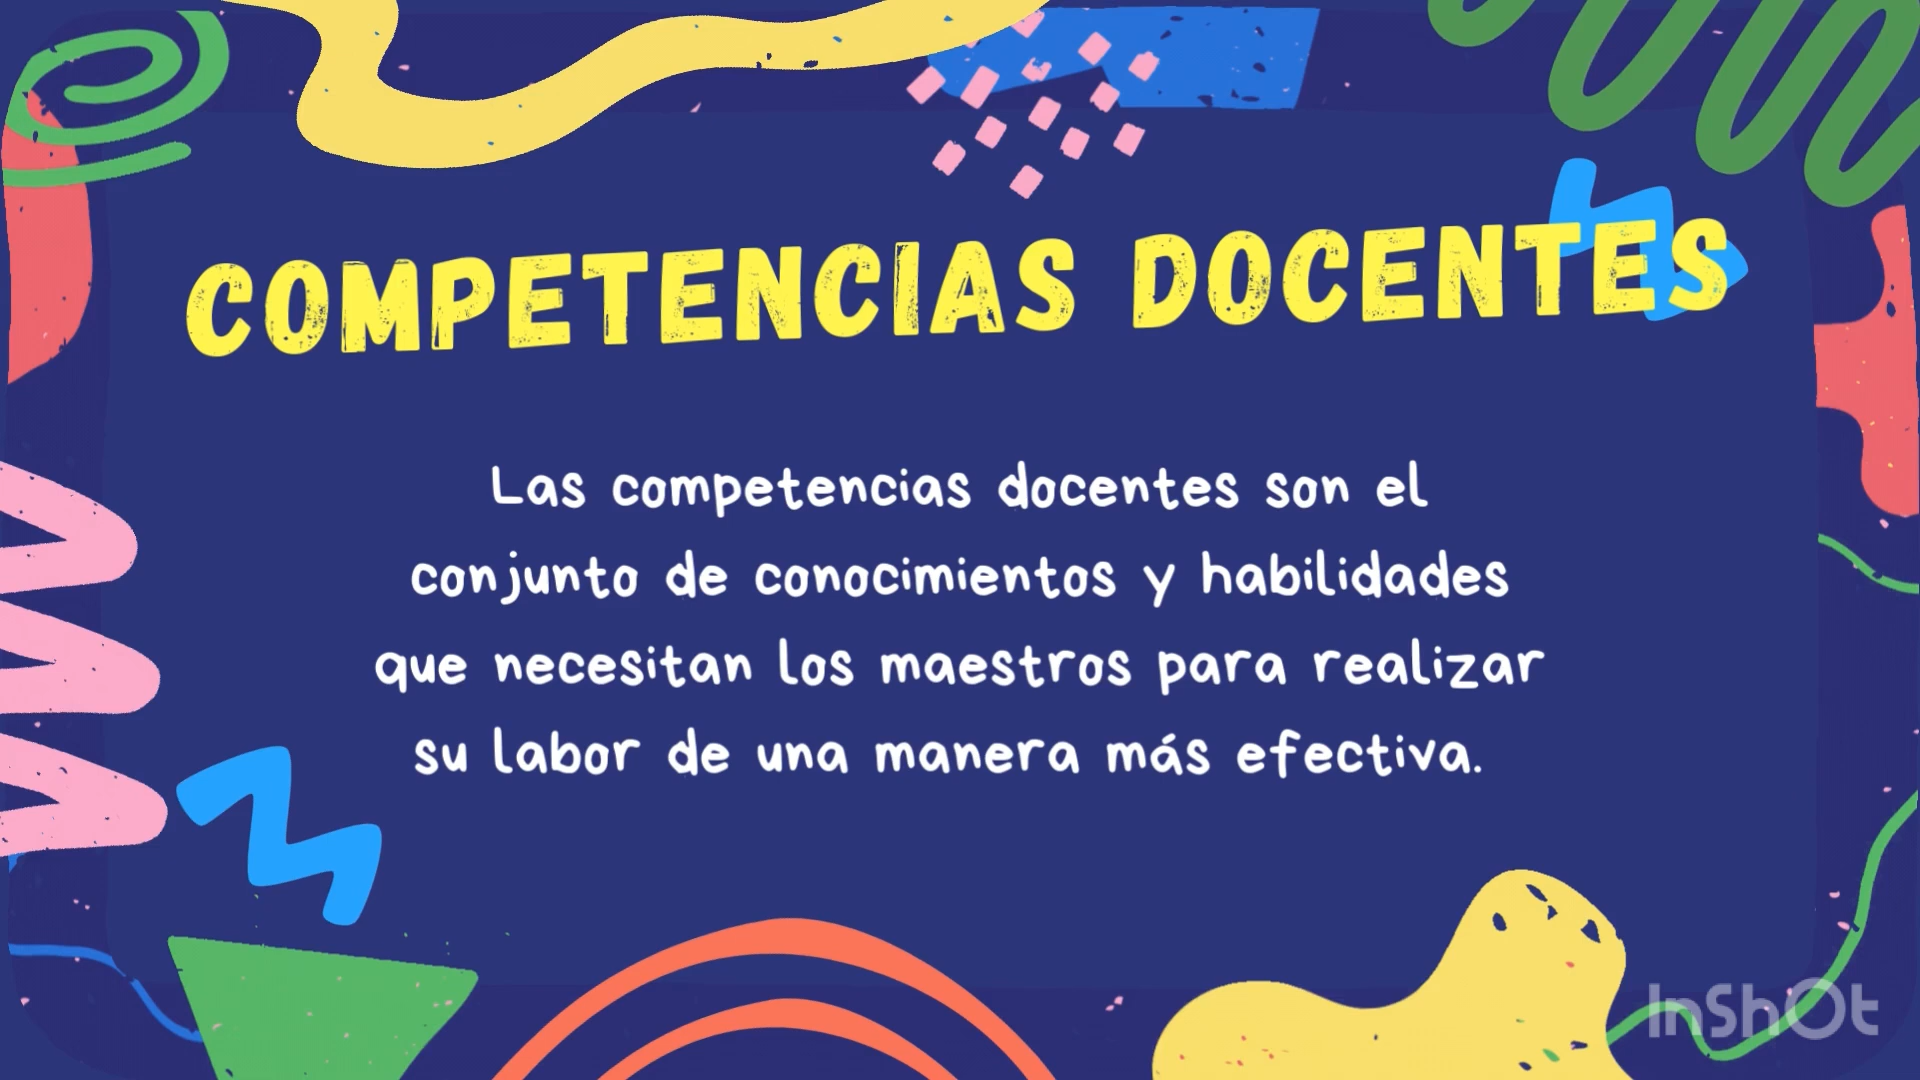 COMPETENCIAS DOCENTES
Las competencias docentes son el
conjunto de conocimientos y habilidades
que necesitan los maestros para realizar
su labor de una manera más efectiva.
InShOt